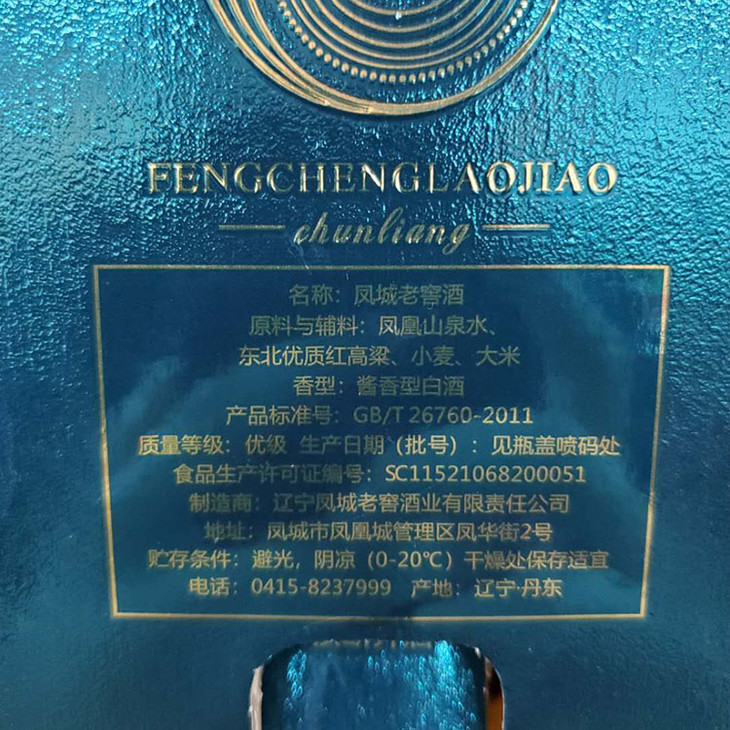 FENGCHENGLAOJIAO
chunliang
名称：凤城老窖酒
原料与辅料：凤凰山泉水、
东北优质红高粱、小麦、大米
香型：酱香型白酒
产品标准号：GB/T 26760-2011
质量等级：优级 生产日期（批号）：见瓶盖喷码处
食品生产许可证编号：SC11521068200051
制造商：辽宁凤城老窖酒业有限责任公司
地址：凤城市凤凰城管理区凤华街2号
贮存条件：避光，阴凉（0-20℃）干燥处保存适宜
电话：0415-8237999 产地：辽宁·丹东